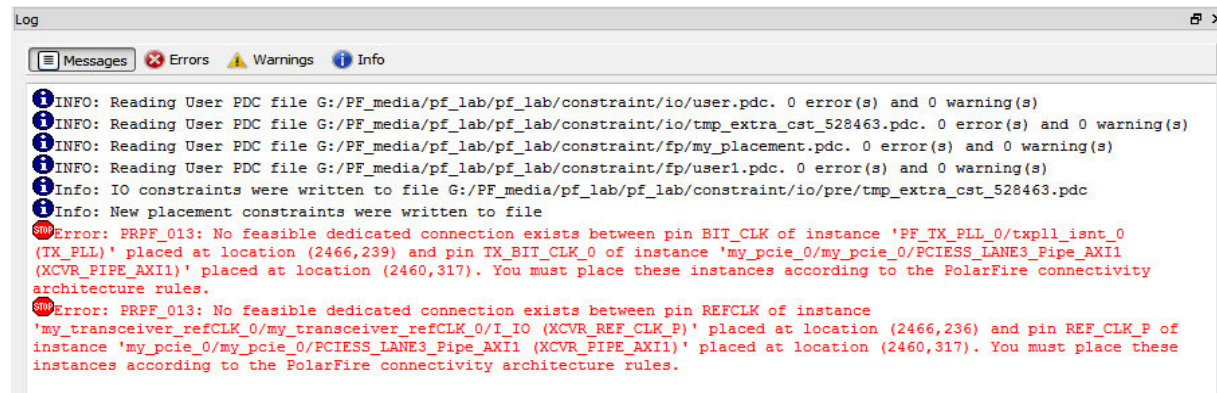 Log
Messages Errors Warnings Info
INFO: Reading User PDC file G:/PF_media/pf_lab/pf_lab/constraint/io/user.pdc. 0 error(s) and 0 warning(s)
INFO: Reading User PDC file G:/PF_media/pf_lab/pf_lab/constraint/io/tmp_extra_cst_528463.pdc. 0 error(s) and 0 warning(s)
INFO: Reading User PDC file G:/PF_media/pf_lab/pf_lab/constraint/fp/my_placement.pdc. 0 error(s) and 0 warning(s)
INFO: Reading User PDC file G:/PF_media/pf_lab/pf_lab/constraint/fp/user1.pdc. 0 error(s) and 0 warning(s)
Info: IO constraints were written to file G:/PF_media/pf_lab/pf_lab/constraint/io/pre/tmp_extra_cst_528463.pdc
Info: New placement constraints were written to file
STOP Error: PRPF_013: No feasible dedicated connection exists between pin BIT_CLK of instance 'PF_TX_PLL_0/txpll_isnt_0
(TX_PLL)' placed at location (2466,239) and pin TX_BIT_CLK_0 of instance 'my_pcie_0/my_pcie_0/PCIESS_LANE3_Pipe_AXI1
(XCVR_PIPE_AXI1)' placed at location (2460,317). You must place these instances according to the PolarFire connectivity
architecture rules.
STOP Error: PRPF_013: No feasible dedicated connection exists between pin REFCLK of instance
'my_transceiver_refCLK_0/my_transceiver_refCLK_0/I_IO (XCVR_REF_CLK_P)' placed at location (2466,236) and pin REF_CLK_P of
instance 'my_pcie_0/my_pcie_0/PCIESS_LANE3_Pipe_AXI1 (XCVR_PIPE_AXI1)' placed at location (2460,317). You must place these
instances according to the PolarFire connectivity architecture rules.